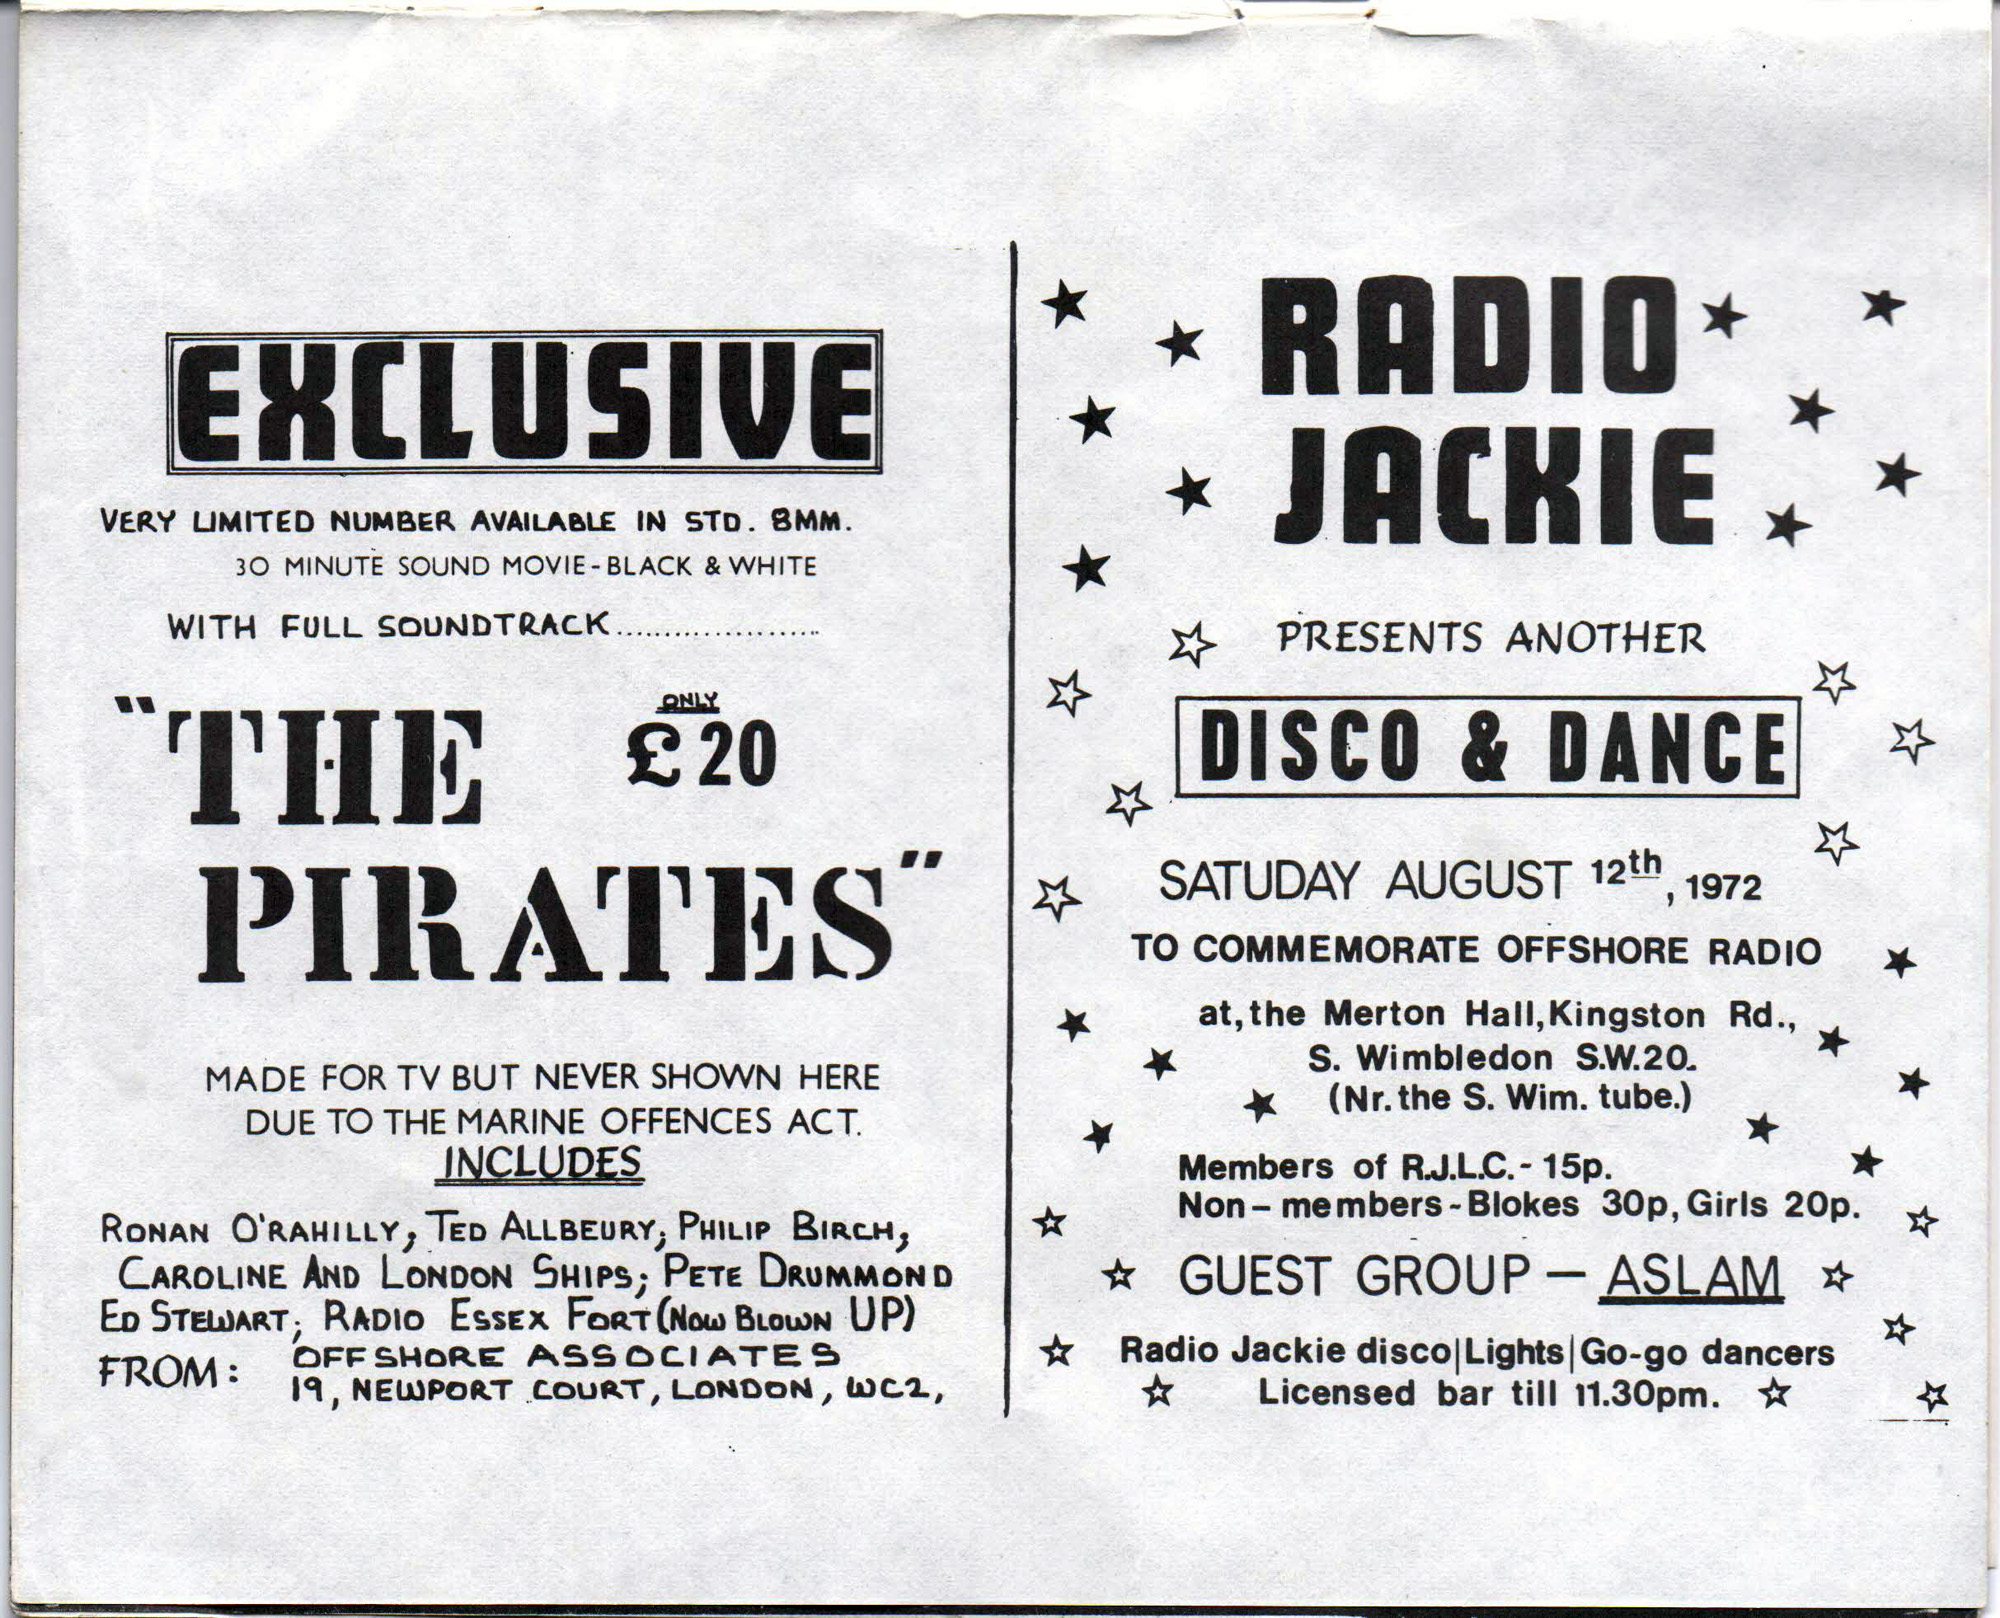 EXCLUSIVE
VERY LIMITED NUMBER AVAILABLE IN STD. 8MM.
30 MINUTE SOUND MOVIE-BLACK & WHITE
WITH FULL SOUNDTRACK......................
"THE
ONLY
£20
PIRATES"
MADE FOR TV BUT NEVER SHOWN HERE
DUE TO THE MARINE OFFENCES ACT.
INCLUDES
RONAN O'RAHILLY, TED ALLBEURY; PHILIP BIRCH,
CAROLINE AND LONDON SHIPS; PETE DRUMMOND
ED STEWART; RADIO ESSEX FORT (NOW BLOWN UP)
FROM: OFFSHORE ASSOCIATES
19, NEWPORT COURT, LONDON, WC2,
RADIO
JACKIE
PRESENTS ANOTHER
DISCO & DANCE
SATUDAY AUGUST 12th, 1972
TO COMMEMORATE OFFSHORE RADIO
at, the Merton Hall, Kingston Rd.,
S. Wimbledon S.W.20.
(Nr. the S. Wim. tube.)
Members of R.J.L.C. - 15p.
Non-members-Blokes 30p, Girls 20p.
GUEST GROUP — ASLAM
Radio Jackie disco|Lights|Go-go dancers
Licensed bar till 11.30pm.